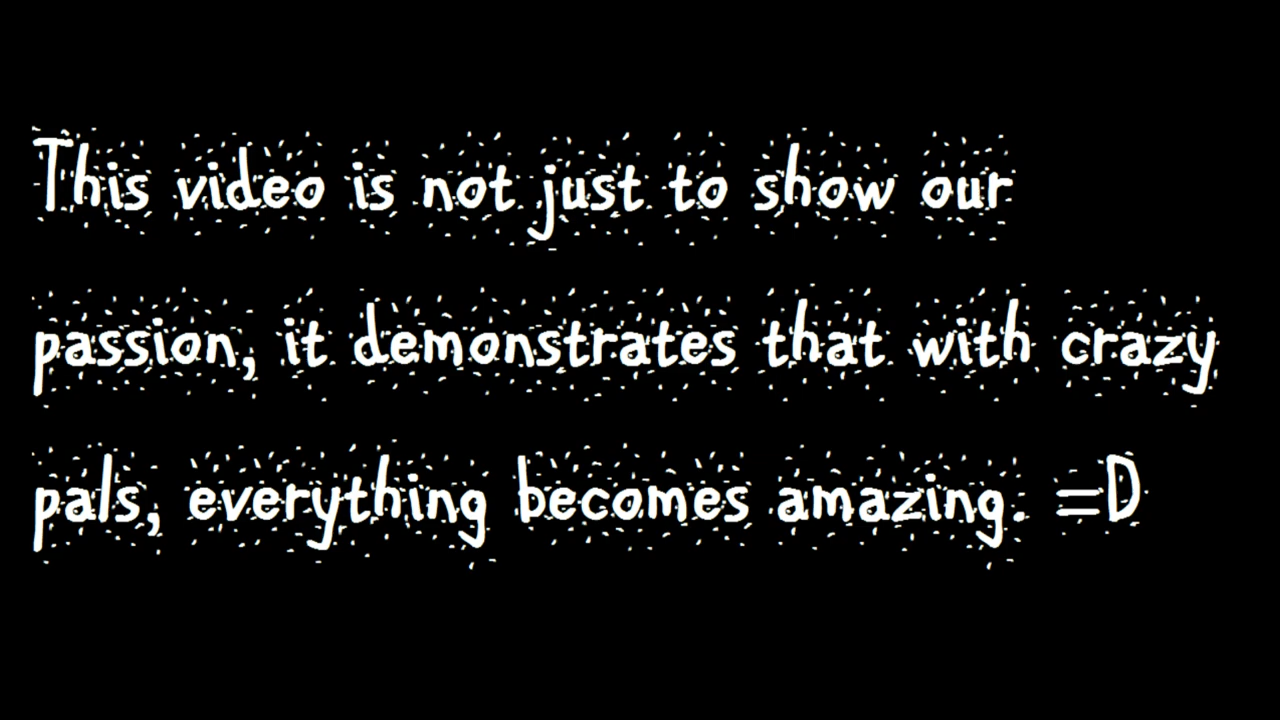 This video is not just to show our
passion, it demonstrates that with crazy
pals, everything becomes amazing. =D